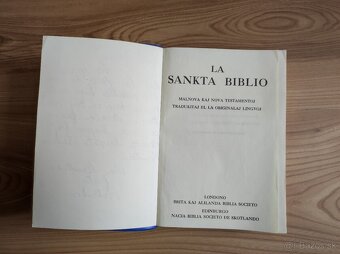 LA
SANKTA BIBLIO
MALNOVA KAJ NOVA TESTAMENTOJ
TRADUKITAJ EL LA ORIGINALAJ LINGVOJ
LONDONO
BRITA KAJ ALILANDA BIBLIA SOCIETO
EDINBURGO
NACIA BIBLIA SOCIETO DE SKOTLANDO